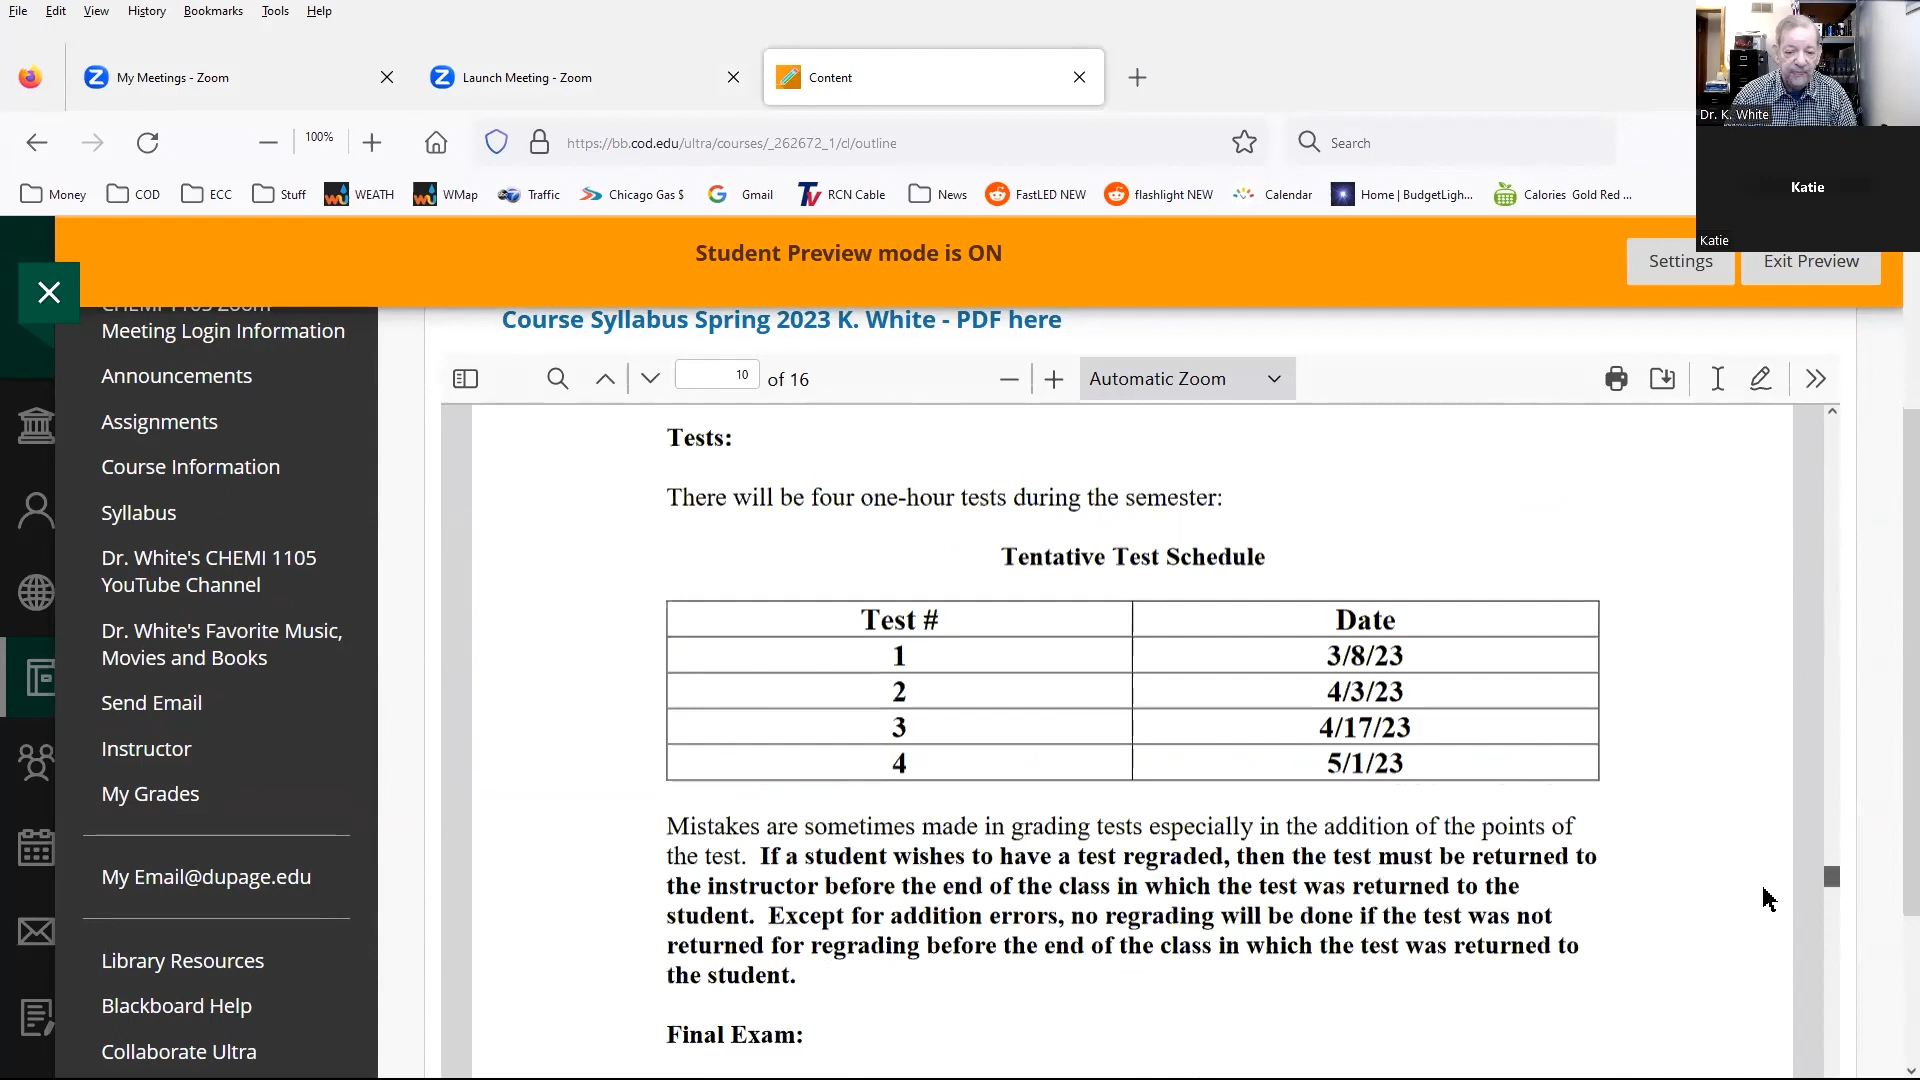 File Edit View History Bookmarks Tools Help
My Meetings - Zoom
Launch Meeting - Zoom
Content
100%
https://bb.cod.edu/ultra/courses/_262672_1/cl/outline
Search
Dr. K. White
Katie
Katie
Money COD ECC Stuff WEATH WMap Traffic Chicago Gas $ Gmail RCN Cable News FastLED NEW flashlight NEW Calendar Home | BudgetLigh... Calories Gold Red ...
Student Preview mode is ON
Settings
Exit Preview
CHEMI 1105 Zoom
Meeting Login Information
Announcements
Assignments
Course Information
Syllabus
Dr. White's CHEMI 1105
YouTube Channel
Dr. White's Favorite Music,
Movies and Books
Send Email
Instructor
My Grades
My Email@dupage.edu
Library Resources
Blackboard Help
Collaborate Ultra
Course Syllabus Spring 2023 K. White - PDF here
10 of 16
Automatic Zoom
Tests:
There will be four one-hour tests during the semester:
Tentative Test Schedule
Test # Date
1 3/8/23
2 4/3/23
3 4/17/23
4 5/1/23
Mistakes are sometimes made in grading tests especially in the addition of the points of
the test. If a student wishes to have a test regraded, then the test must be returned to
the instructor before the end of the class in which the test was returned to the
student. Except for addition errors, no regrading will be done if the test was not
returned for regrading before the end of the class in which the test was returned to
the student.
Final Exam: